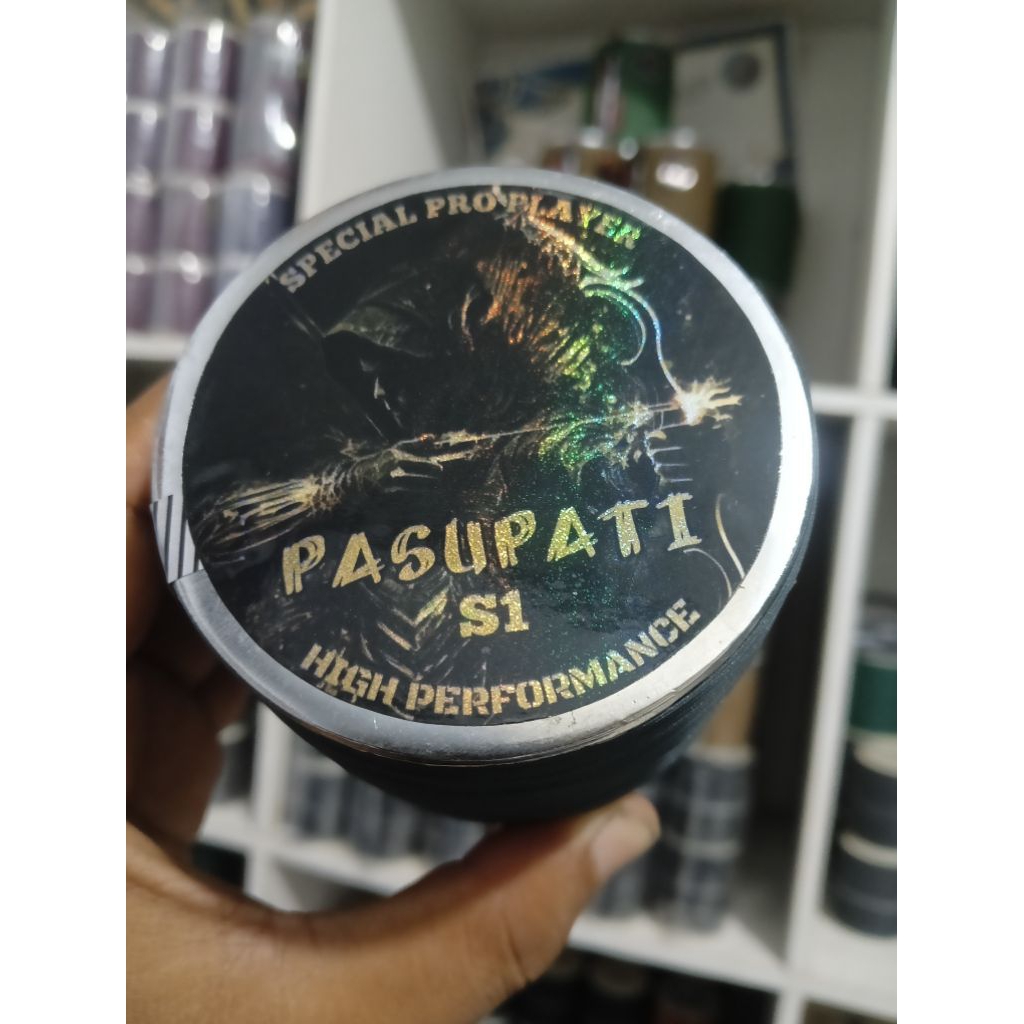 SPECIAL PRO PLAYER
PASUPATI
S1
HIGH PERFORMANCE